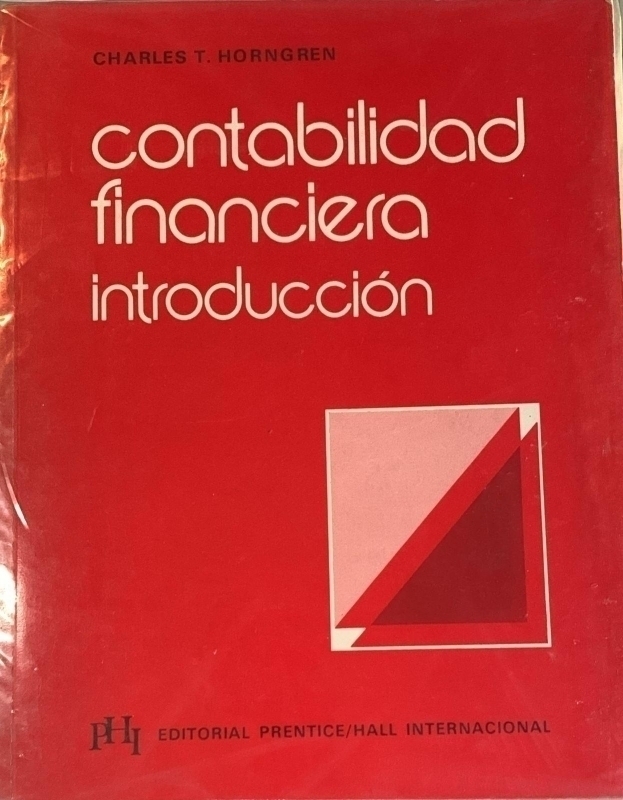 CHARLES T. HORNGREN
contabilidad
financiera
introducción
PHI EDITORIAL PRENTICE/HALL INTERNACIONAL